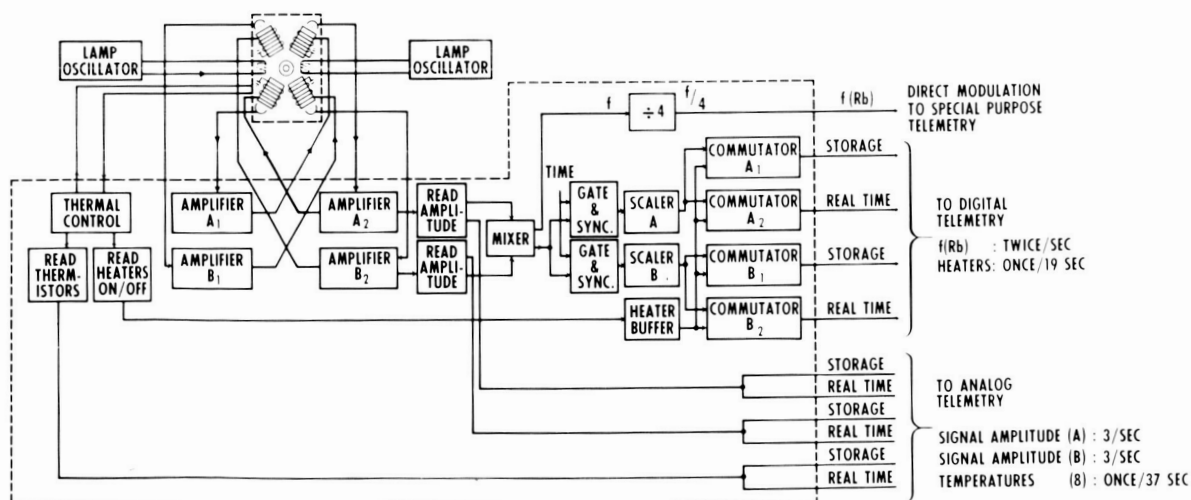 LAMP
OSCILLATOR
LAMP
OSCILLATOR
f
÷4
f/4
f(Rb)
DIRECT MODULATION
TO SPECIAL PURPOSE
TELEMETRY
THERMAL
CONTROL
READ
THERM-
ISTORS
READ
HEATERS
ON/OFF
AMPLIFIER
A1
AMPLIFIER
B1
AMPLIFIER
A2
AMPLIFIER
B2
READ
AMPLI-
TUDE
READ
AMPLI-
TUDE
MIXER
TIME
GATE
&
SYNC.
GATE
&
SYNC.
SCALER
A
SCALER
B
HEATER
BUFFER
COMMUTATOR
A1
COMMUTATOR
A2
COMMUTATOR
B1
COMMUTATOR
B2
STORAGE
REAL TIME
STORAGE
REAL TIME
TO DIGITAL
TELEMETRY
f(Rb) : TWICE/SEC
HEATERS: ONCE/19 SEC
STORAGE
REAL TIME
STORAGE
REAL TIME
STORAGE
REAL TIME
TO ANALOG
TELEMETRY
SIGNAL AMPLITUDE (A) : 3/SEC
SIGNAL AMPLITUDE (B) : 3/SEC
TEMPERATURES (8) : ONCE/37 SEC